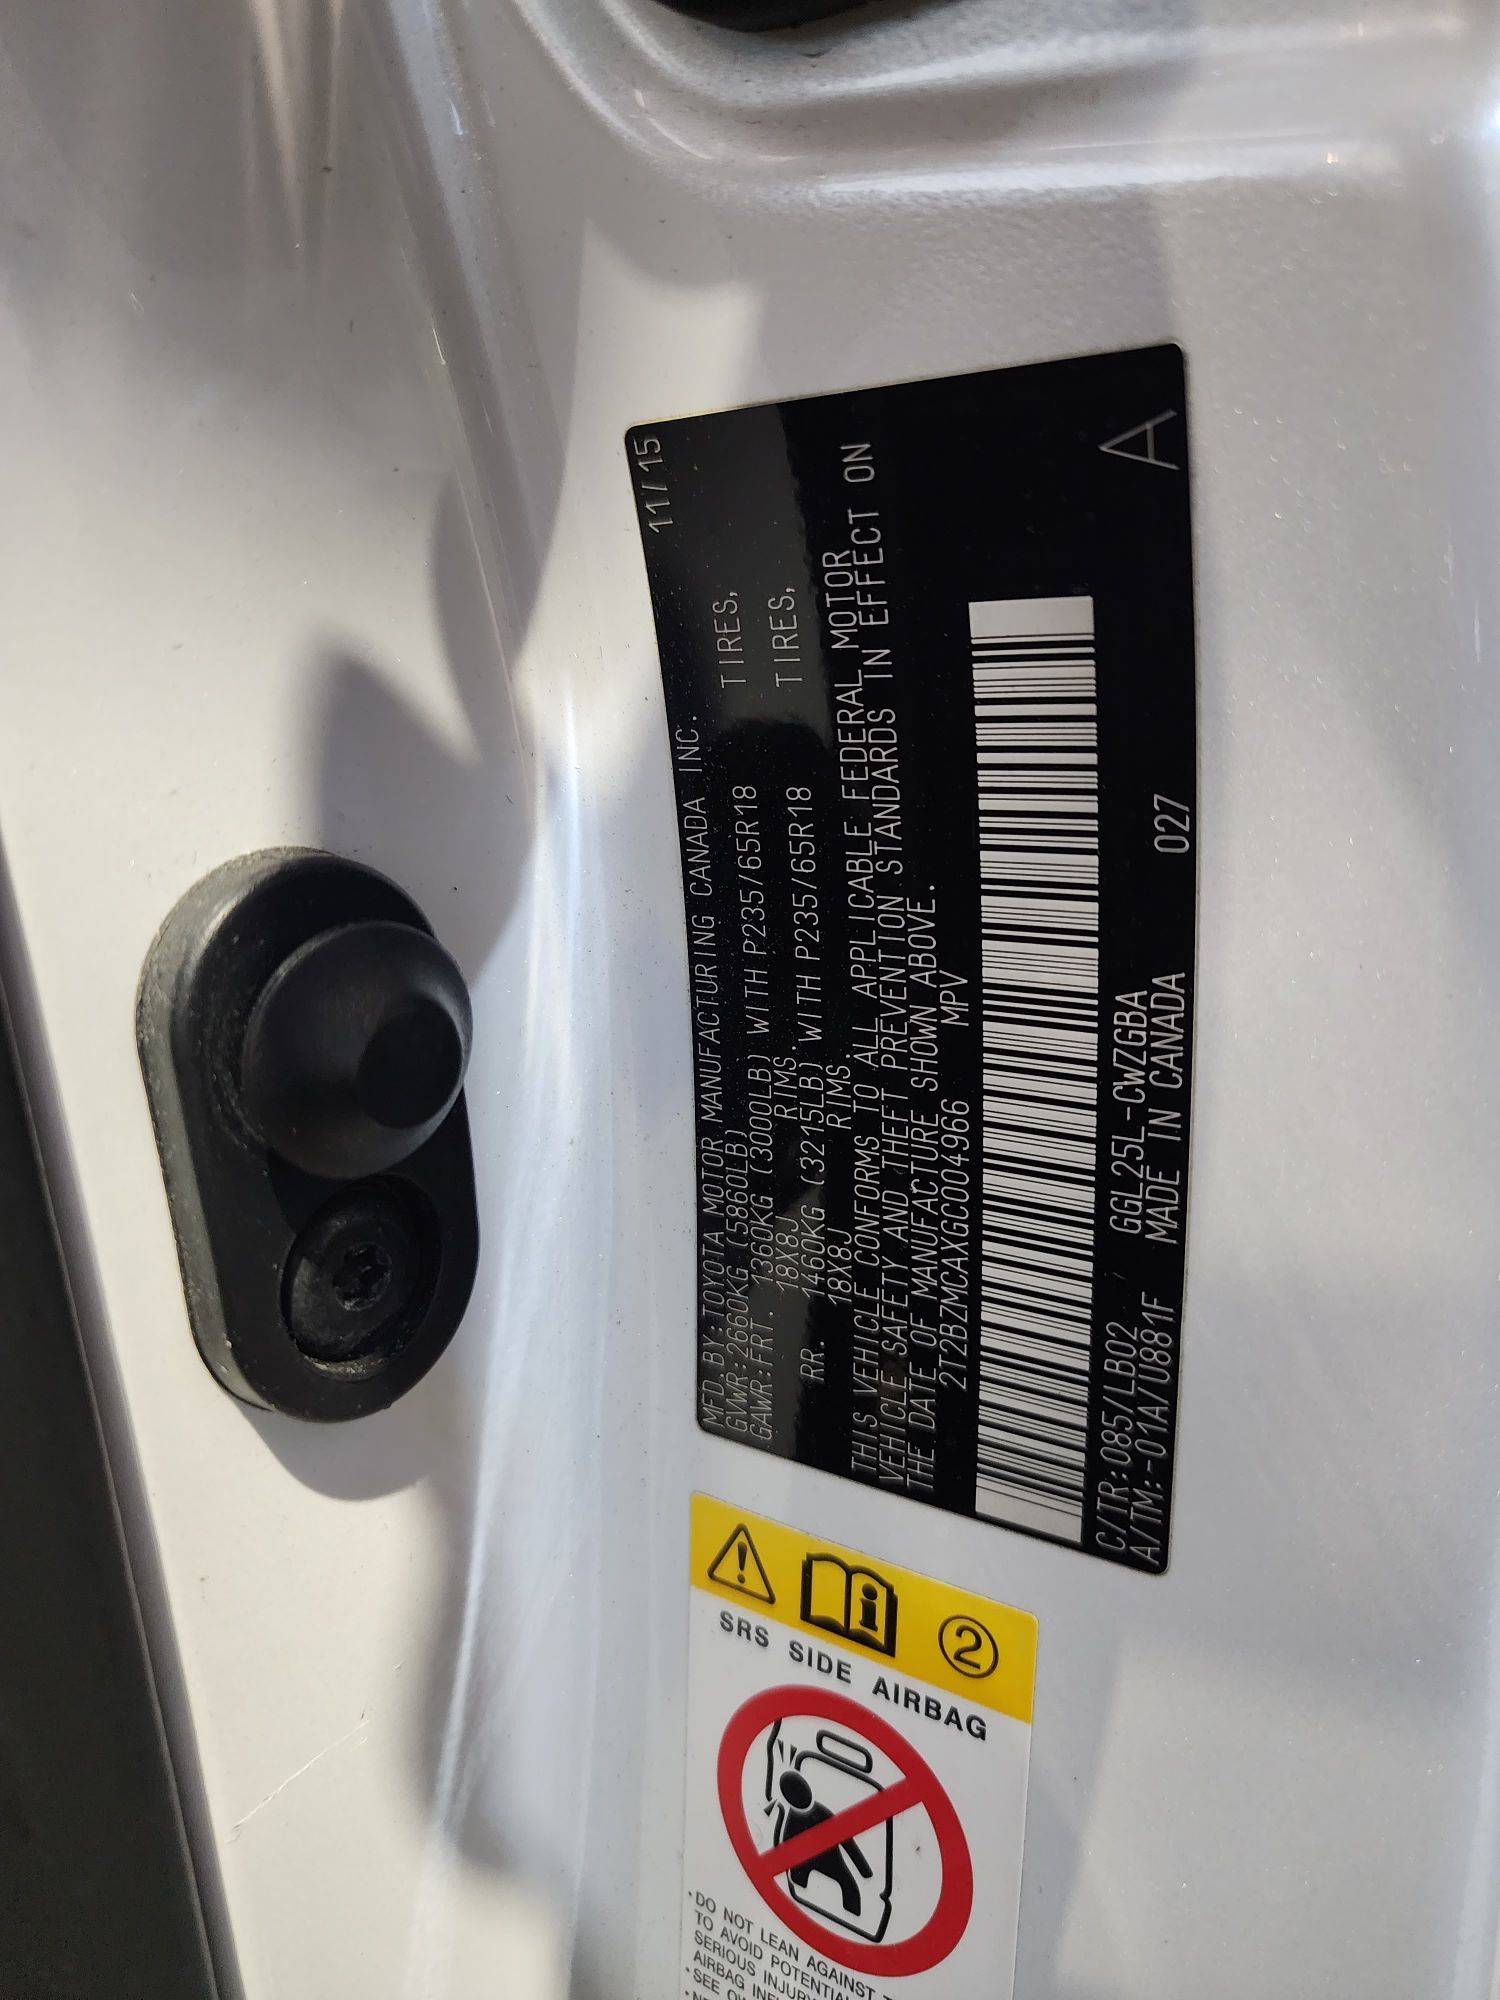 MFD.BY:TOYOTA MOTOR MANUFACTURING CANADA INC. 11/15
GVWR:2660KG (5860LB)
GAWR:FRT. 1360KG (3000LB) WITH P235/65R18 TIRES,
18X8J RIMS.
RR. 1460KG (3215LB) WITH P235/65R18 TIRES,
18X8J RIMS.
THIS VEHICLE CONFORMS TO ALL APPLICABLE FEDERAL MOTOR
VEHICLE SAFETY AND THEFT PREVENTION STANDARDS IN EFFECT ON
THE DATE OF MANUFACTURE SHOWN ABOVE.
2T2BZMCAXGC004966 MPV
C/TR:085/LB02 GGL25L-CWZGBA
A/TM:-01A/U881F MADE IN CANADA 027
A
2
SRS SIDE AIRBAG
•DO NOT LEAN AGAINST
TO AVOID POTENTIAL
SERIOUS INJURY
AIRBAG
•SEE